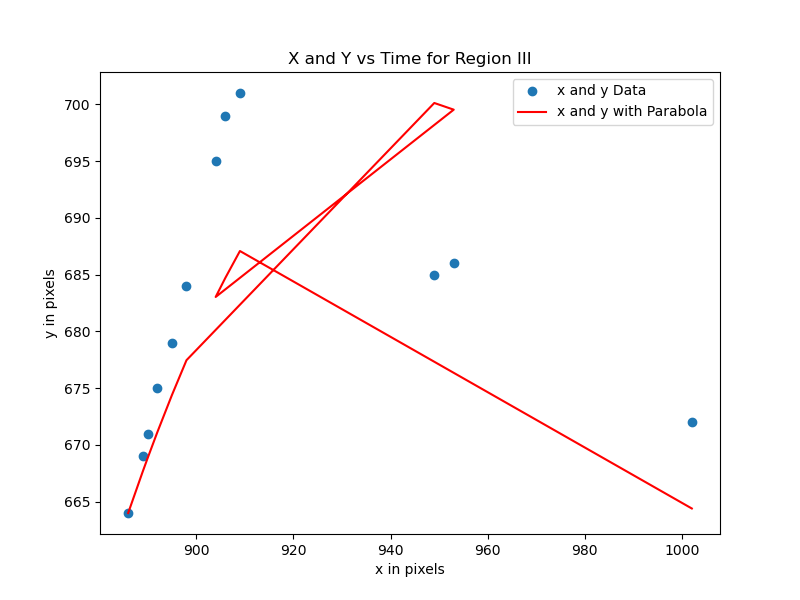 X and Y vs Time for Region III
x and y Data
x and y with Parabola
y in pixels
700
695
690
685
680
675
670
665
900
920
940
960
980
1000
x in pixels